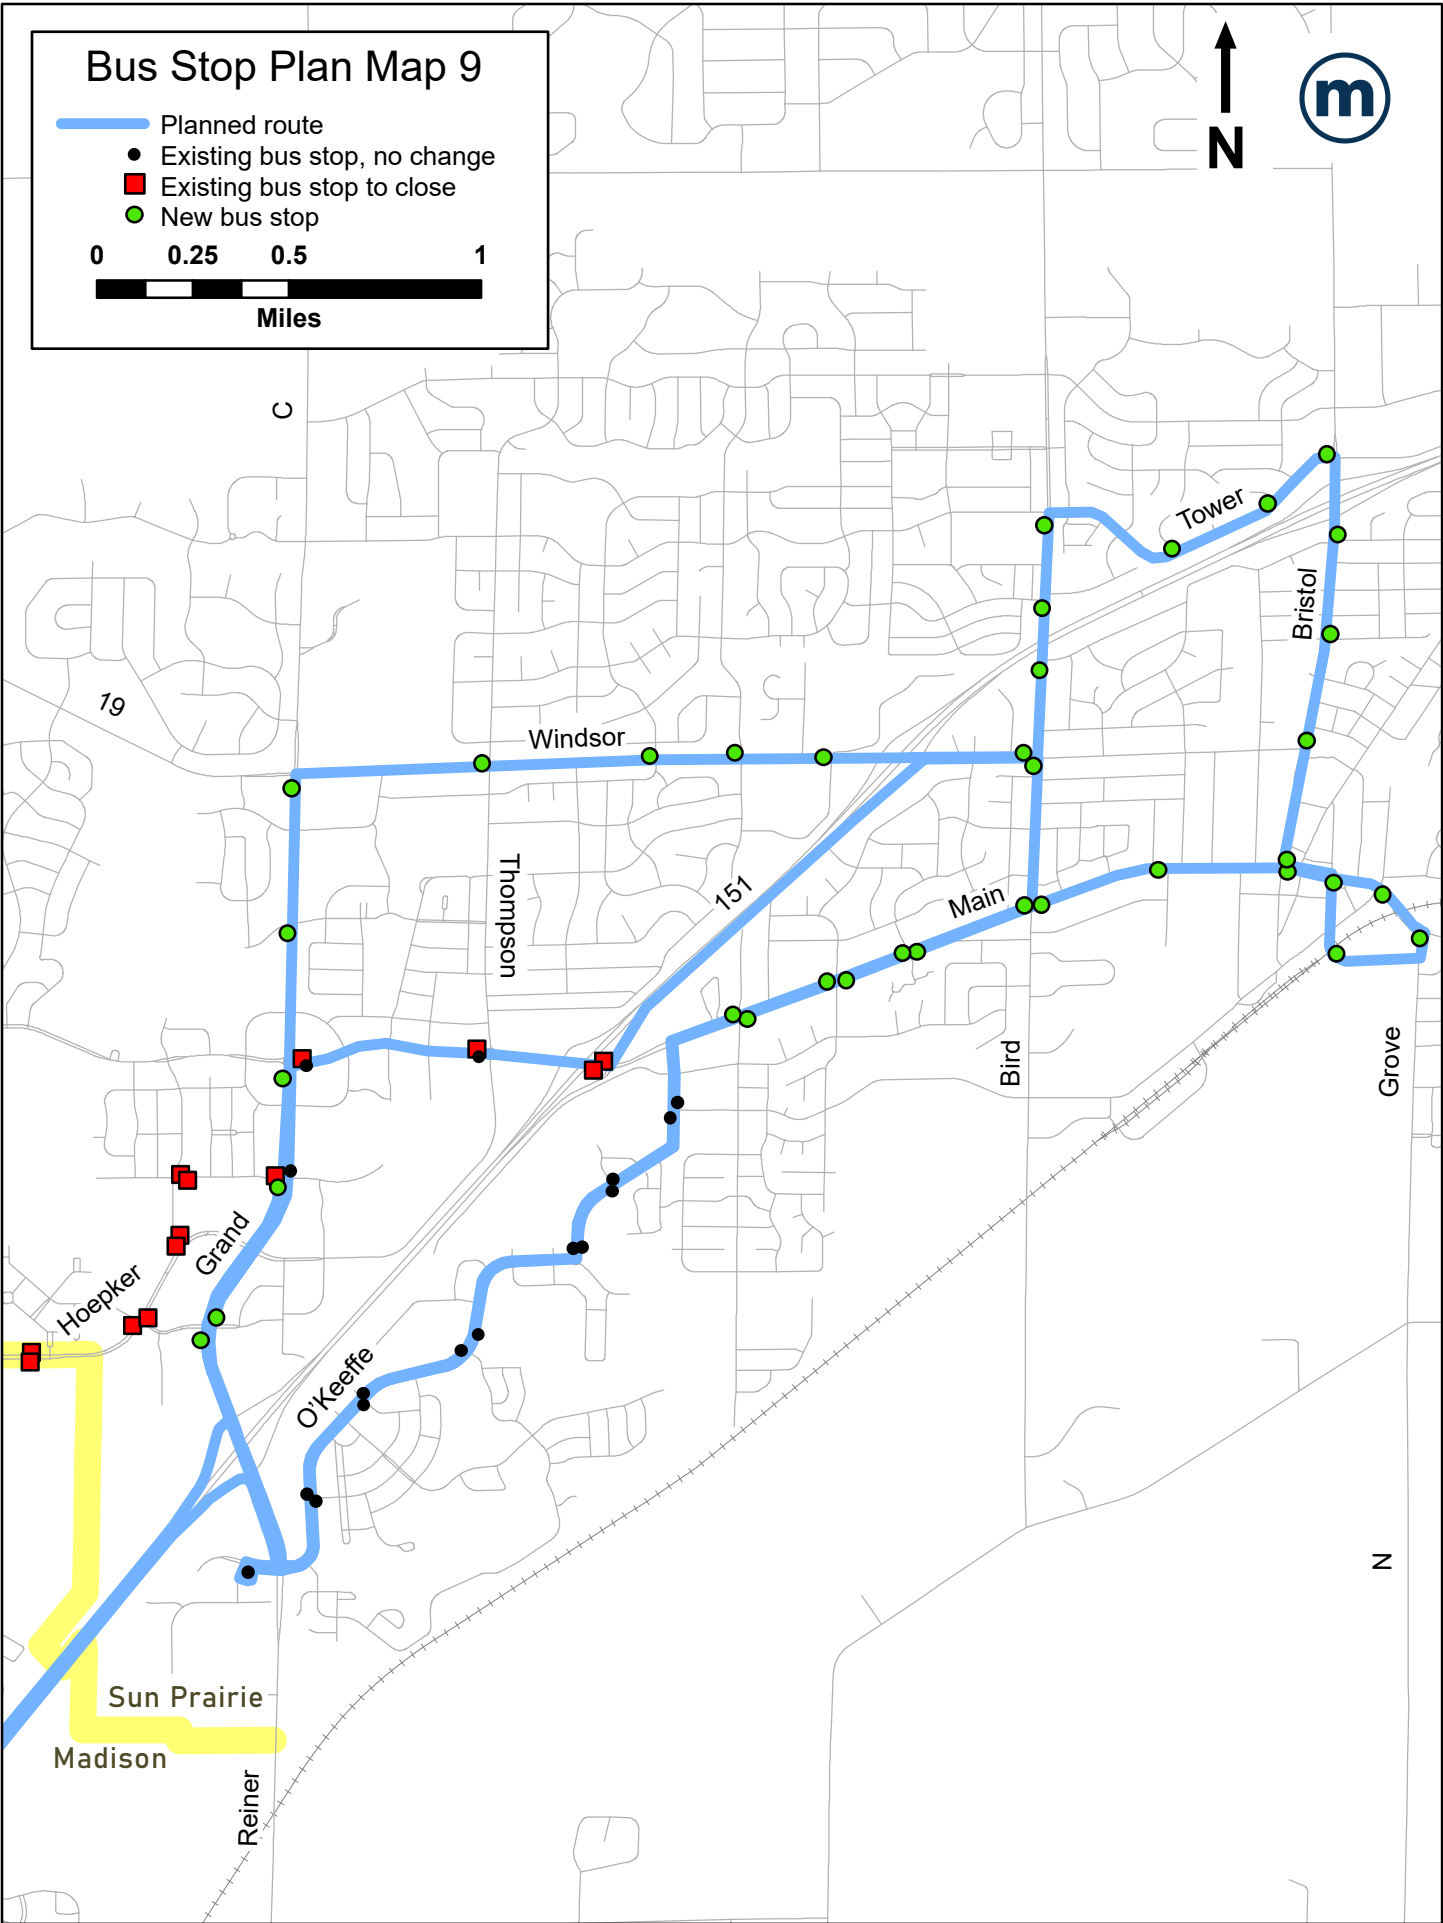 Bus Stop Plan Map 9
Planned route
Existing bus stop, no change
Existing bus stop to close
New bus stop
0 0.25 0.5 1
Miles
N
m
C
Tower
Bristol
19
Windsor
Thompson
151
Main
Bird
Grove
Grand
Hoepker
O'Keeffe
N
Sun Prairie
Madison
Reiner